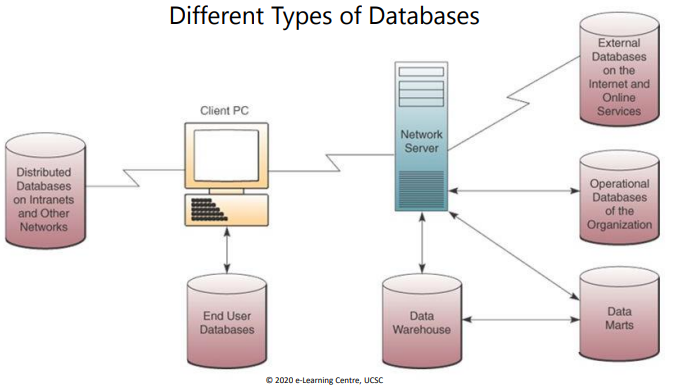 Different Types of Databases
External
Databases
on the
Internet and
Online
Services
Client PC
Network
Server
Distributed
Databases
on Intranets
and Other
Networks
Operational
Databases
of the
Organization
End User
Databases
Data
Warehouse
Data
Marts
© 2020 e-Learning Centre, UCSC